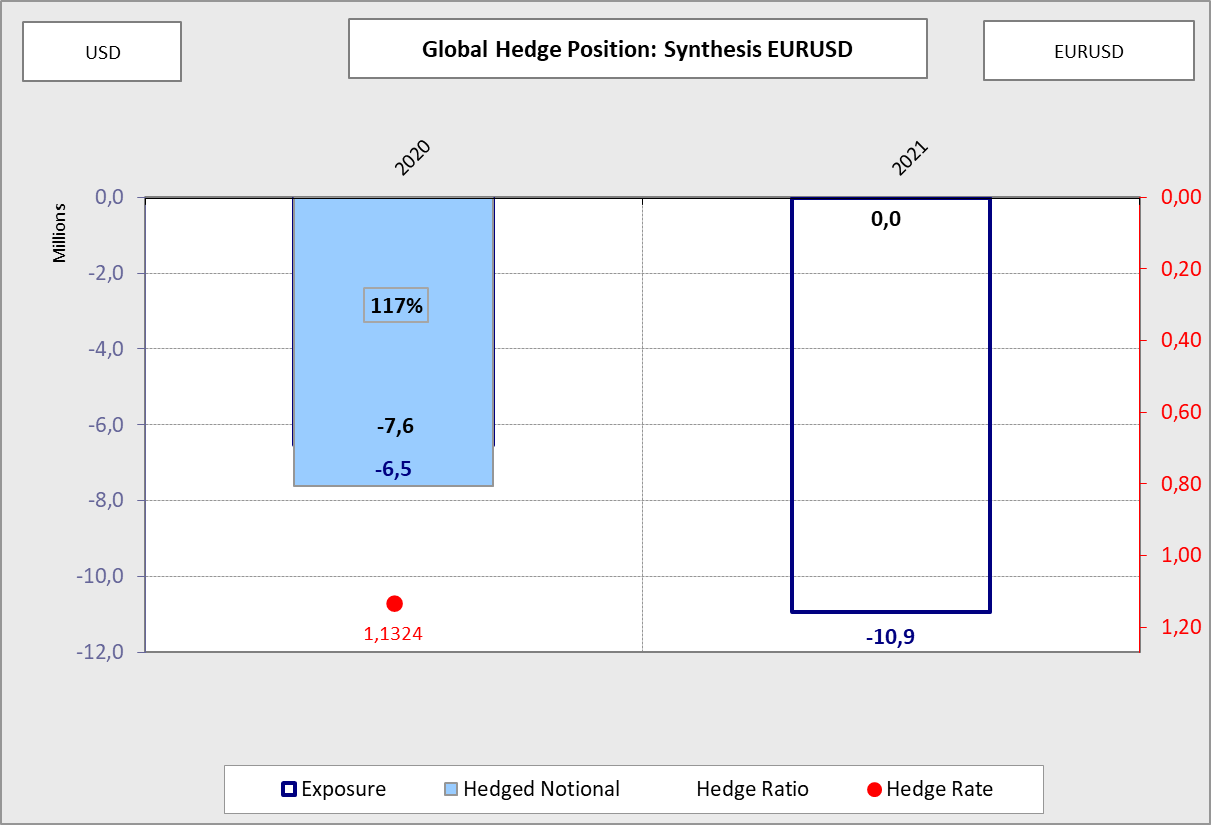 USD
Global Hedge Position: Synthesis EURUSD
EURUSD
2020
2021
Millions
0,0
-2,0
-4,0
-6,0
-8,0
-10,0
-12,0
117%
-7,6
-6,5
1,1324
0,0
-10,9
0,00
0,20
0,40
0,60
0,80
1,00
1,20
Exposure
Hedged Notional
Hedge Ratio
Hedge Rate